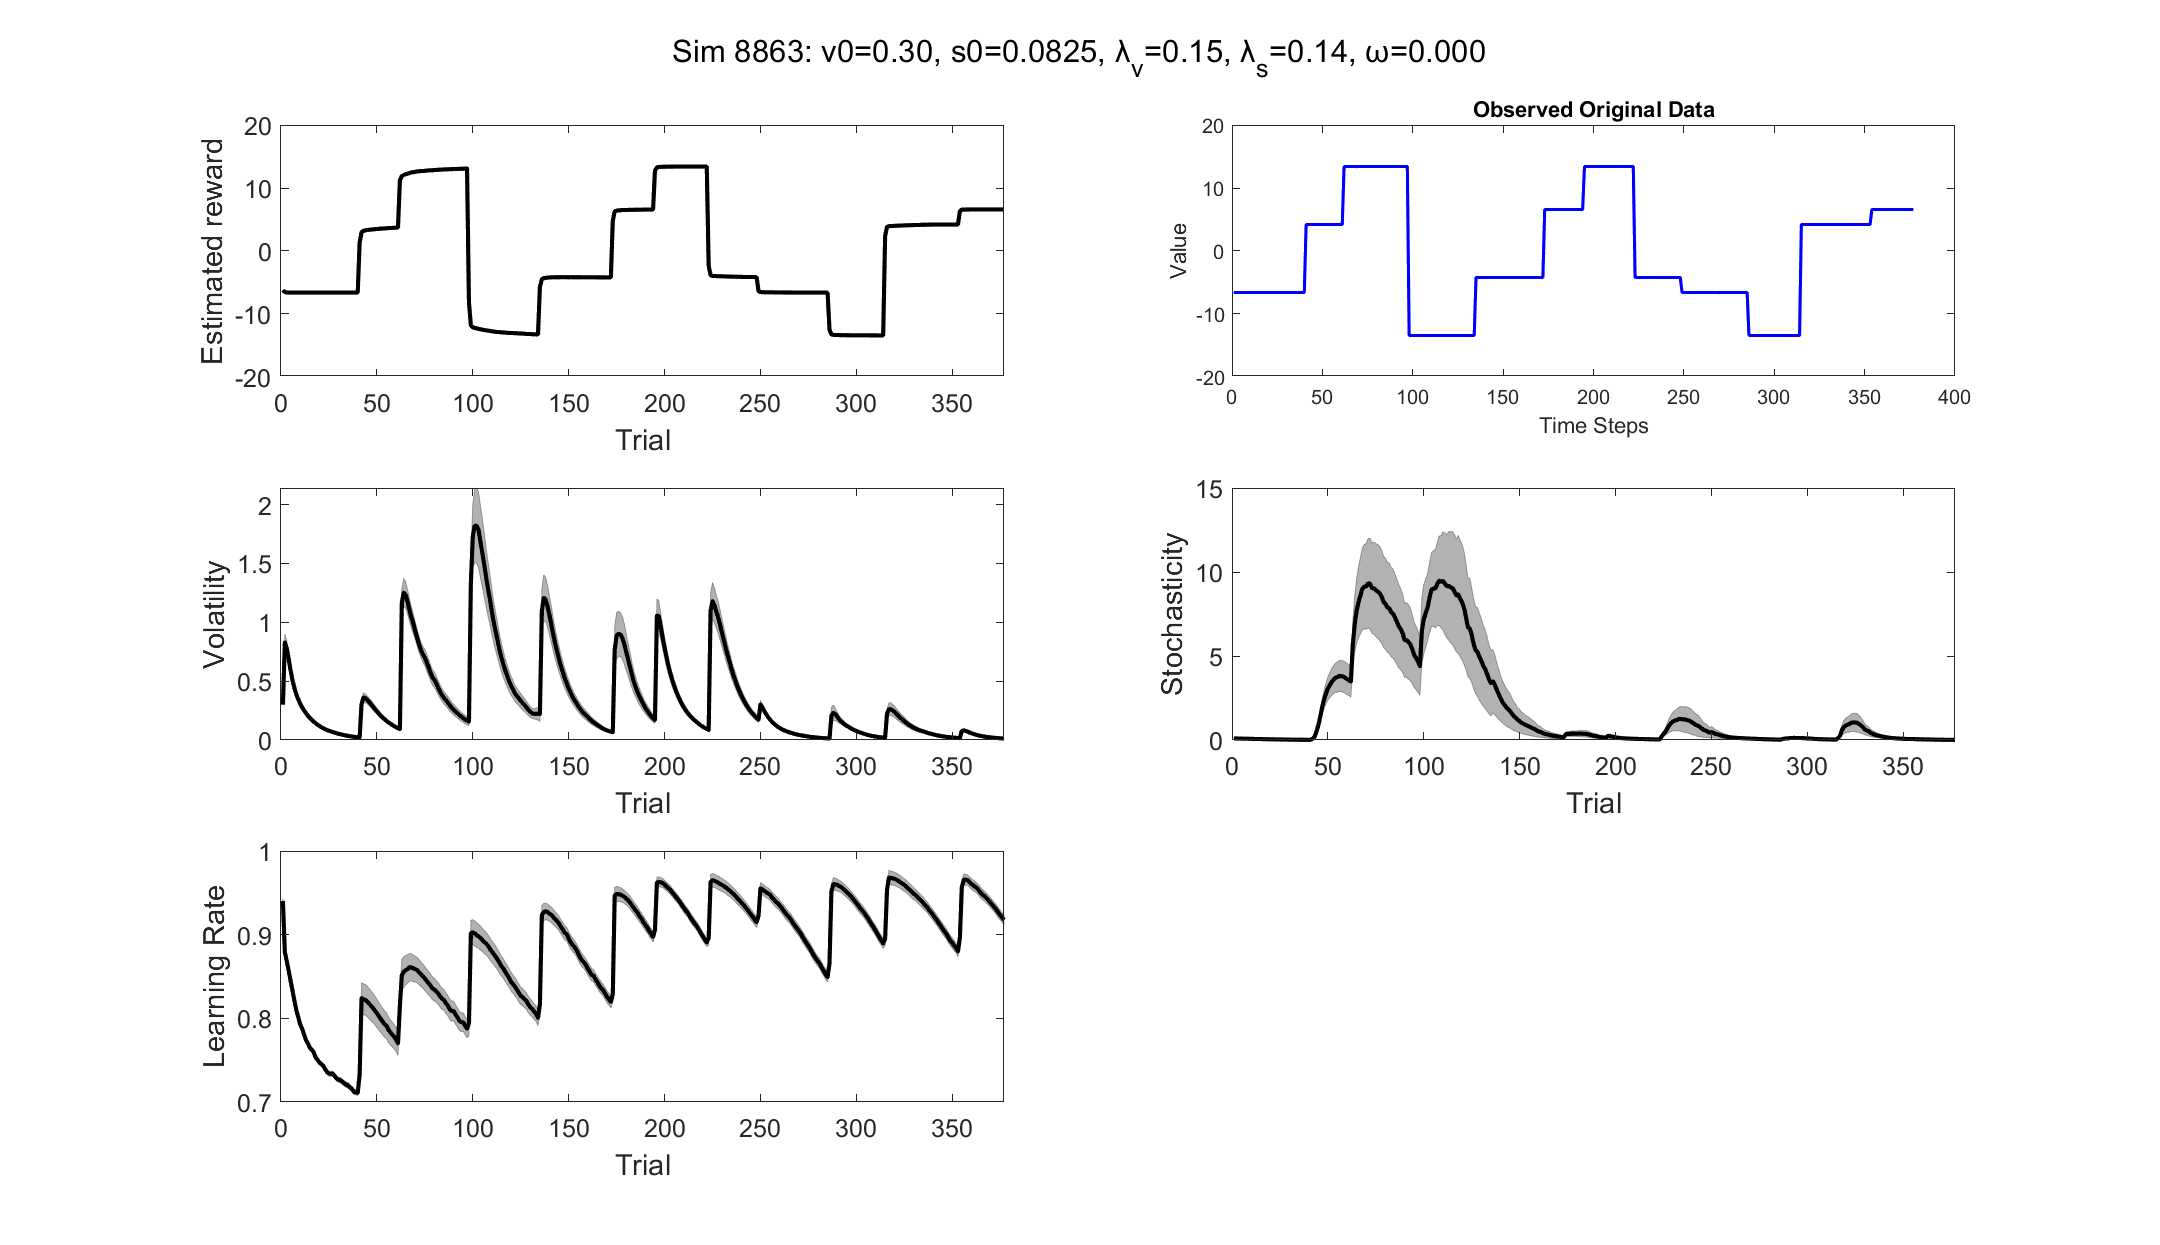 Sim 8863: v0=0.30, s0=0.0825, λ_v=0.15, λ_s=0.14, ω=0.000
Estimated reward
20
10
0
-10
-20
0 50 100 150 200 250 300 350
Trial
Observed Original Data
Value
20
10
0
-10
-20
0 50 100 150 200 250 300 350 400
Time Steps
Volatility
2
1.5
1
0.5
0
0 50 100 150 200 250 300 350
Trial
Stochasticity
15
10
5
0
0 50 100 150 200 250 300 350
Trial
Learning Rate
1
0.9
0.8
0.7
0 50 100 150 200 250 300 350
Trial